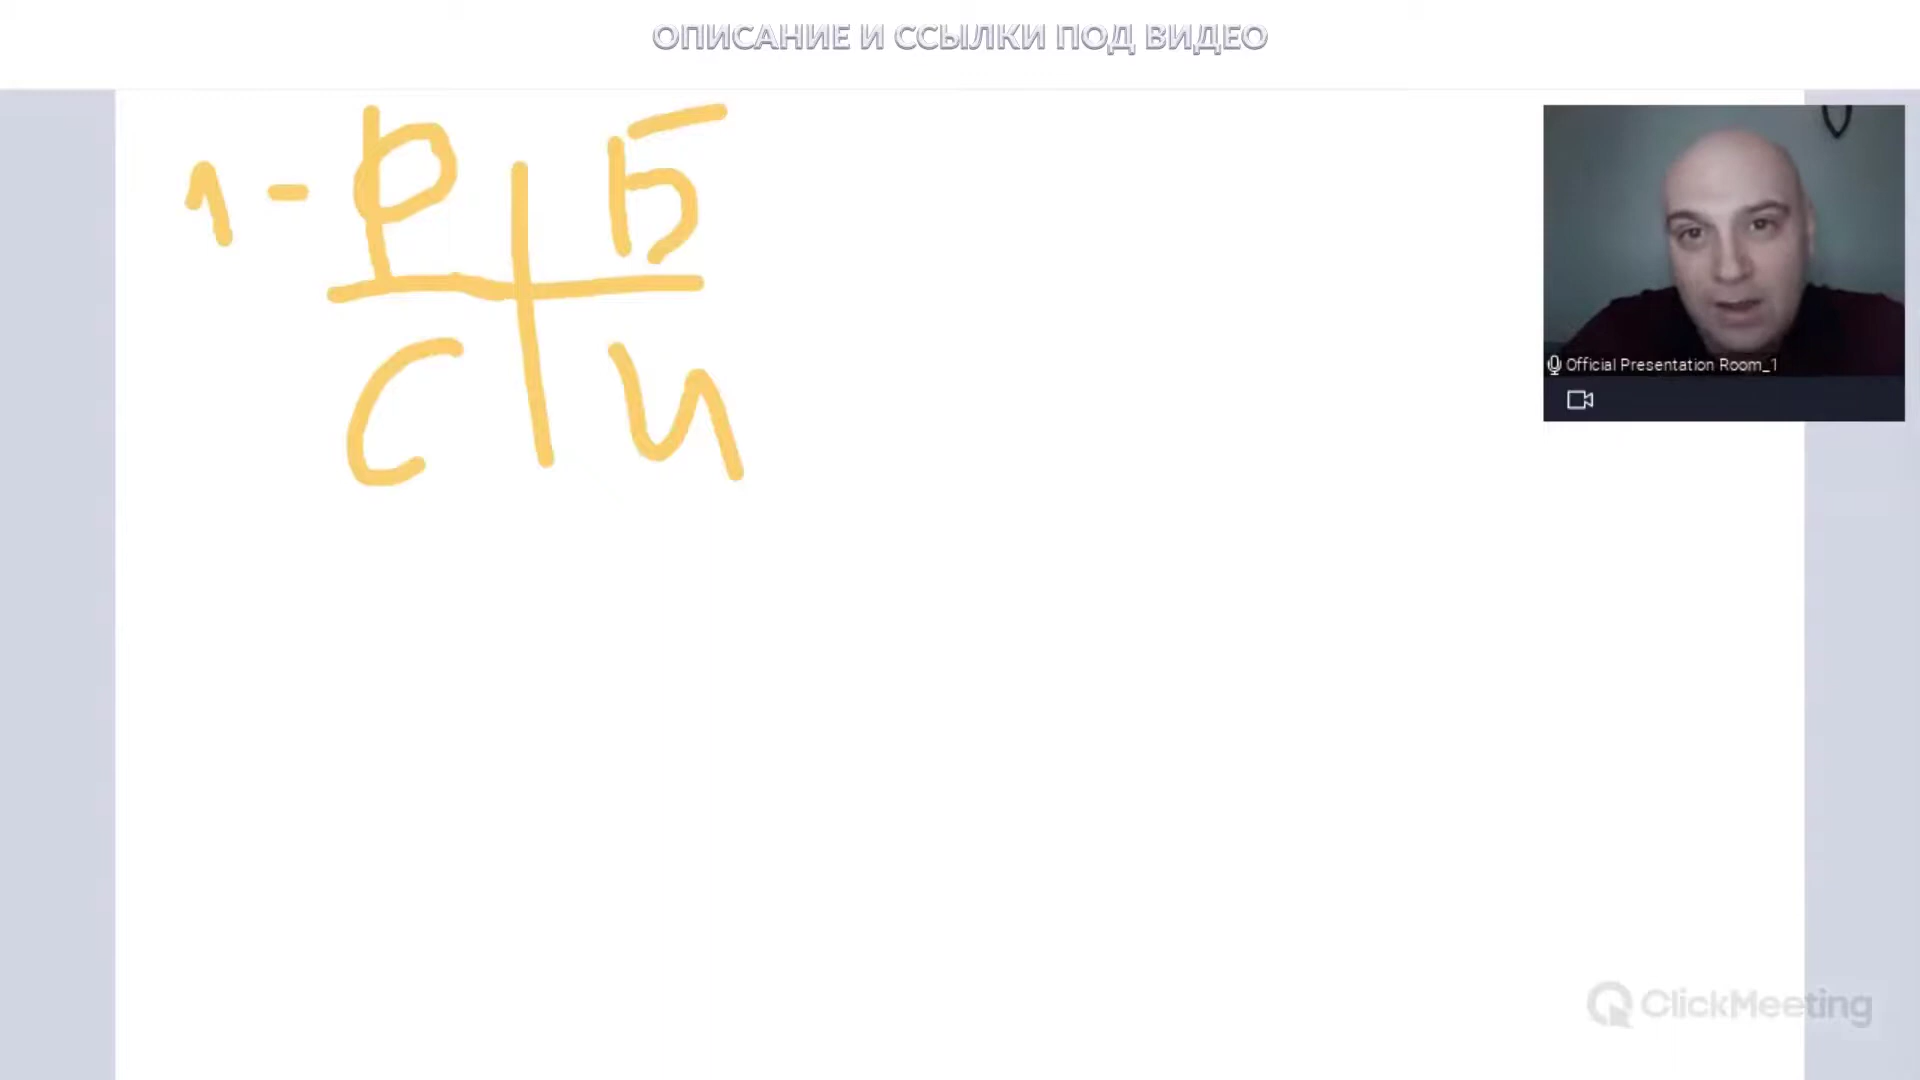 ОПИСАНИЕ И ССЫЛКИ ПОД ВИДЕО
1 - Р Б
С И
Official Presentation Room_1
ClickMeeting